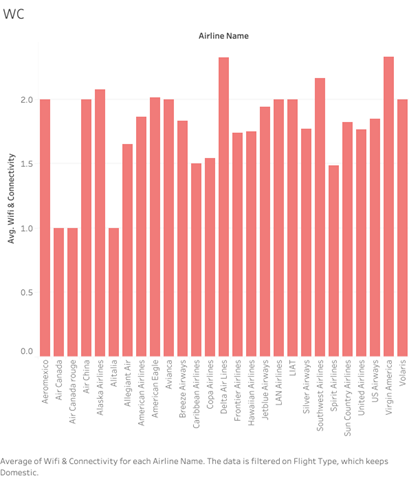 WC
Airline Name
Avg. Wifi & Connectivity
2.0
1.5
1.0
0.5
0.0
Aeromexico
Air Canada
Air Canada rouge
Air China
Alaska Airlines
Alitalia
Allegiant Air
American Airlines
American Eagle
Avianca
Breeze Airways
Caribbean Airlines
Copa Airlines
Delta Air Lines
Frontier Airlines
Hawaiian Airlines
Jetblue Airways
LAN Airlines
LIAT
Silver Airways
Southwest Airlines
Spirit Airlines
Sun Country Airlines
United Airlines
US Airways
Virgin America
Volaris
Average of Wifi & Connectivity for each Airline Name. The data is filtered on Flight Type, which keeps
Domestic.